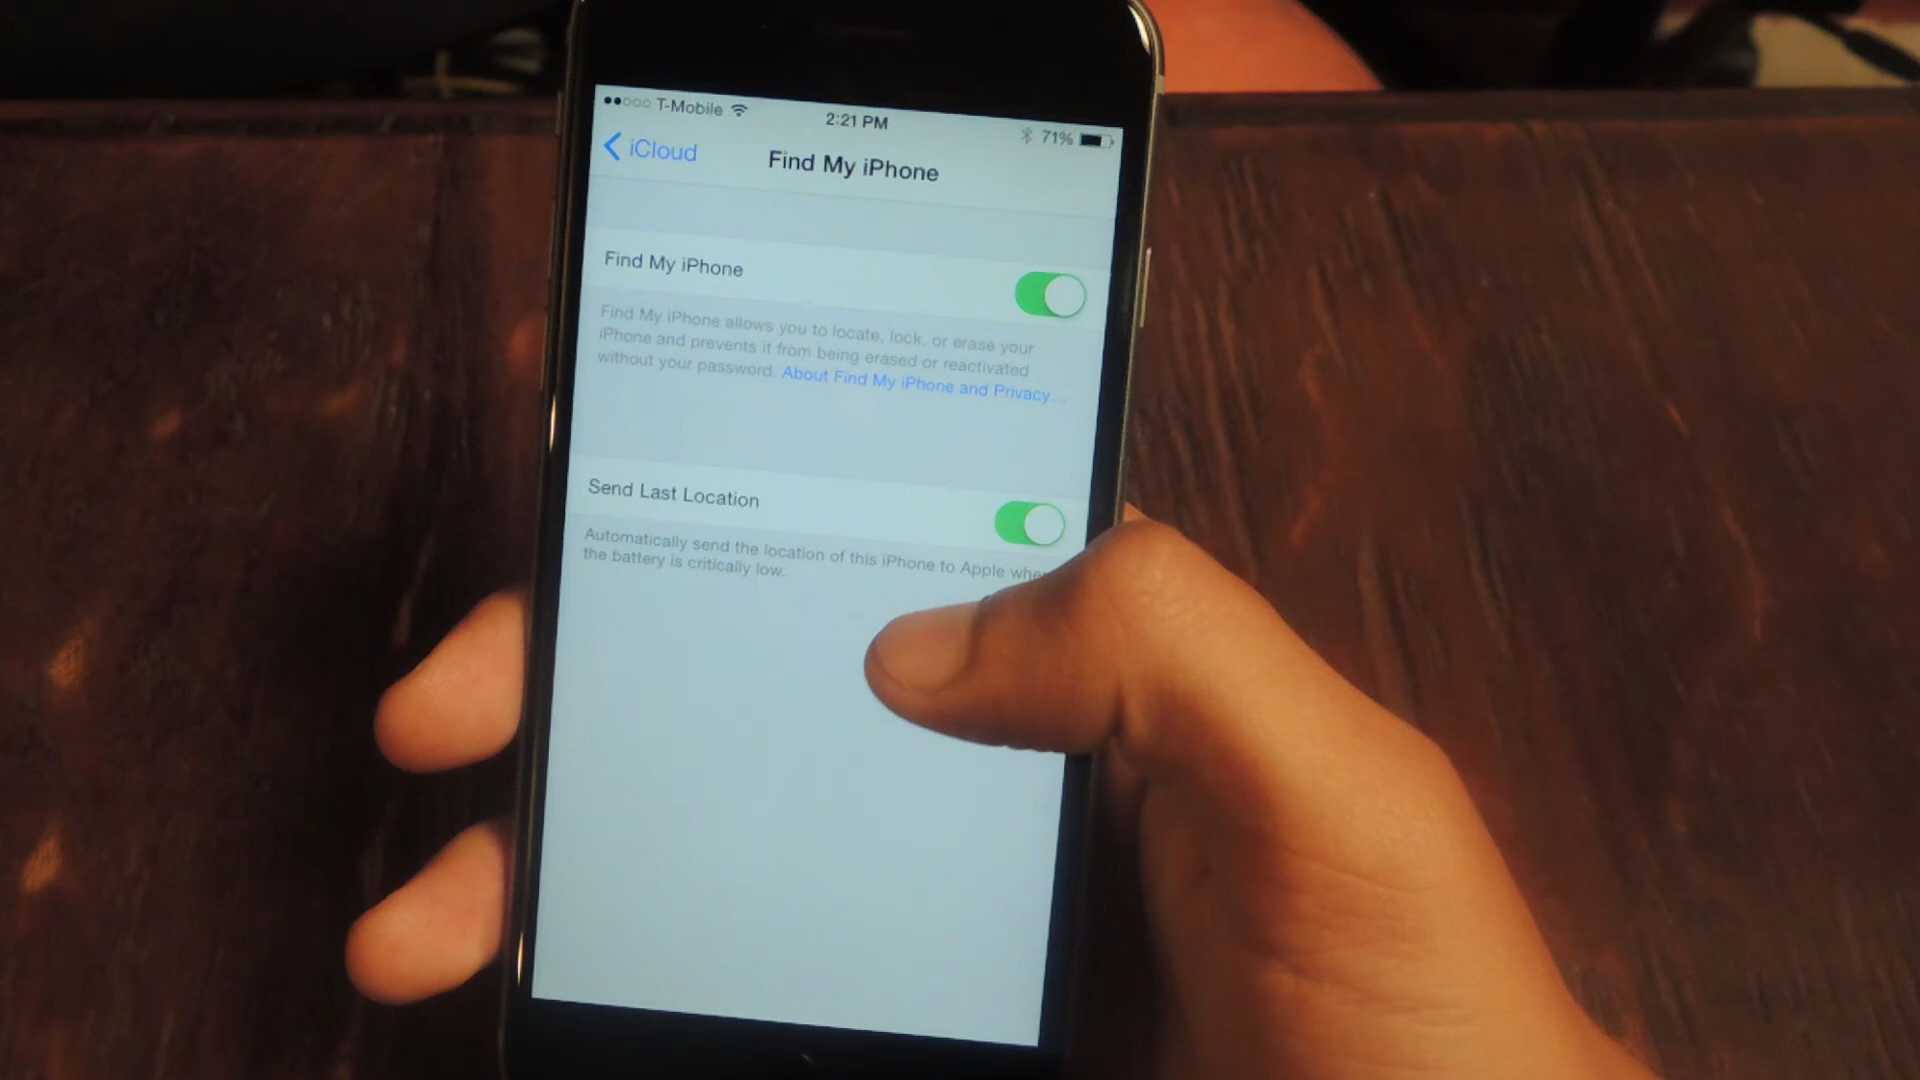 T-Mobile 2:21 PM 71%
iCloud Find My iPhone
Find My iPhone
Find My iPhone allows you to locate, lock, or erase your
iPhone and prevents it from being erased or reactivated
without your password. About Find My iPhone and Privacy...
Send Last Location
Automatically send the location of this iPhone to Apple whe
the battery is critically low.